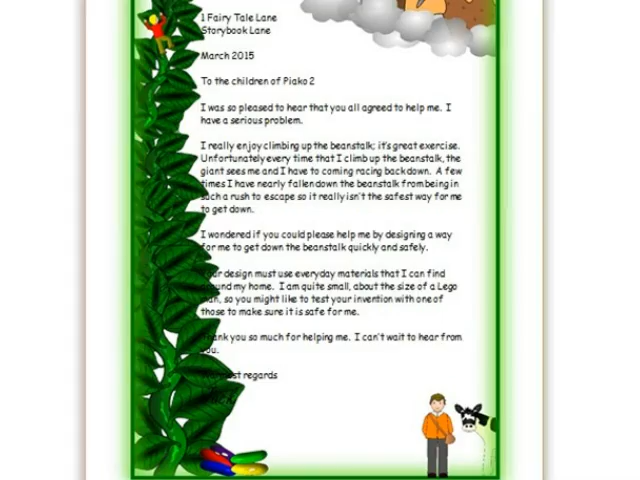 1 Fairy Tale Lane
Storybook Lane
March 2015
To the children of Piako 2
I was so pleased to hear that you all agreed to help me. I
have a serious problem.
I really enjoy climbing up the beanstalk; it's great exercise.
Unfortunately every time that I climb up the beanstalk, the
giant sees me and I have to coming racing back down. A few
times I have nearly fallen down the beanstalk from being in
such a rush to escape so it really isn't the safest way for me
to get down.
I wondered if you could please help me by designing a way
for me to get down the beanstalk quickly and safely.
Your design must use everyday materials that I can find
around my home. I am quite small, about the size of a Lego
man, so you might like to test your invention with one of
those to make sure it is safe for me.
Thank you so much for helping me. I can't wait to hear from
you.
regards